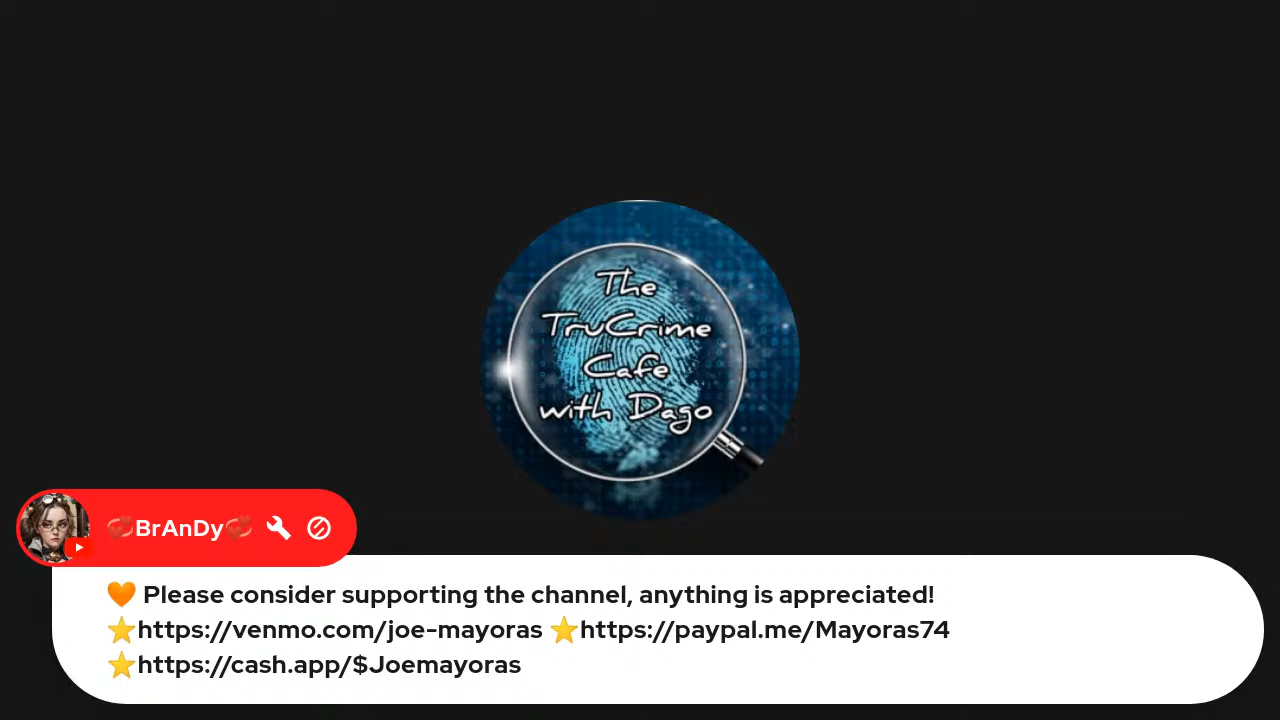 The
TruCrime
Cafe
with Dago
💞BrAnDy💞
🧡 Please consider supporting the channel, anything is appreciated!
⭐https://venmo.com/joe-mayoras ⭐https://paypal.me/Mayoras74
⭐https://cash.app/$Joemayoras